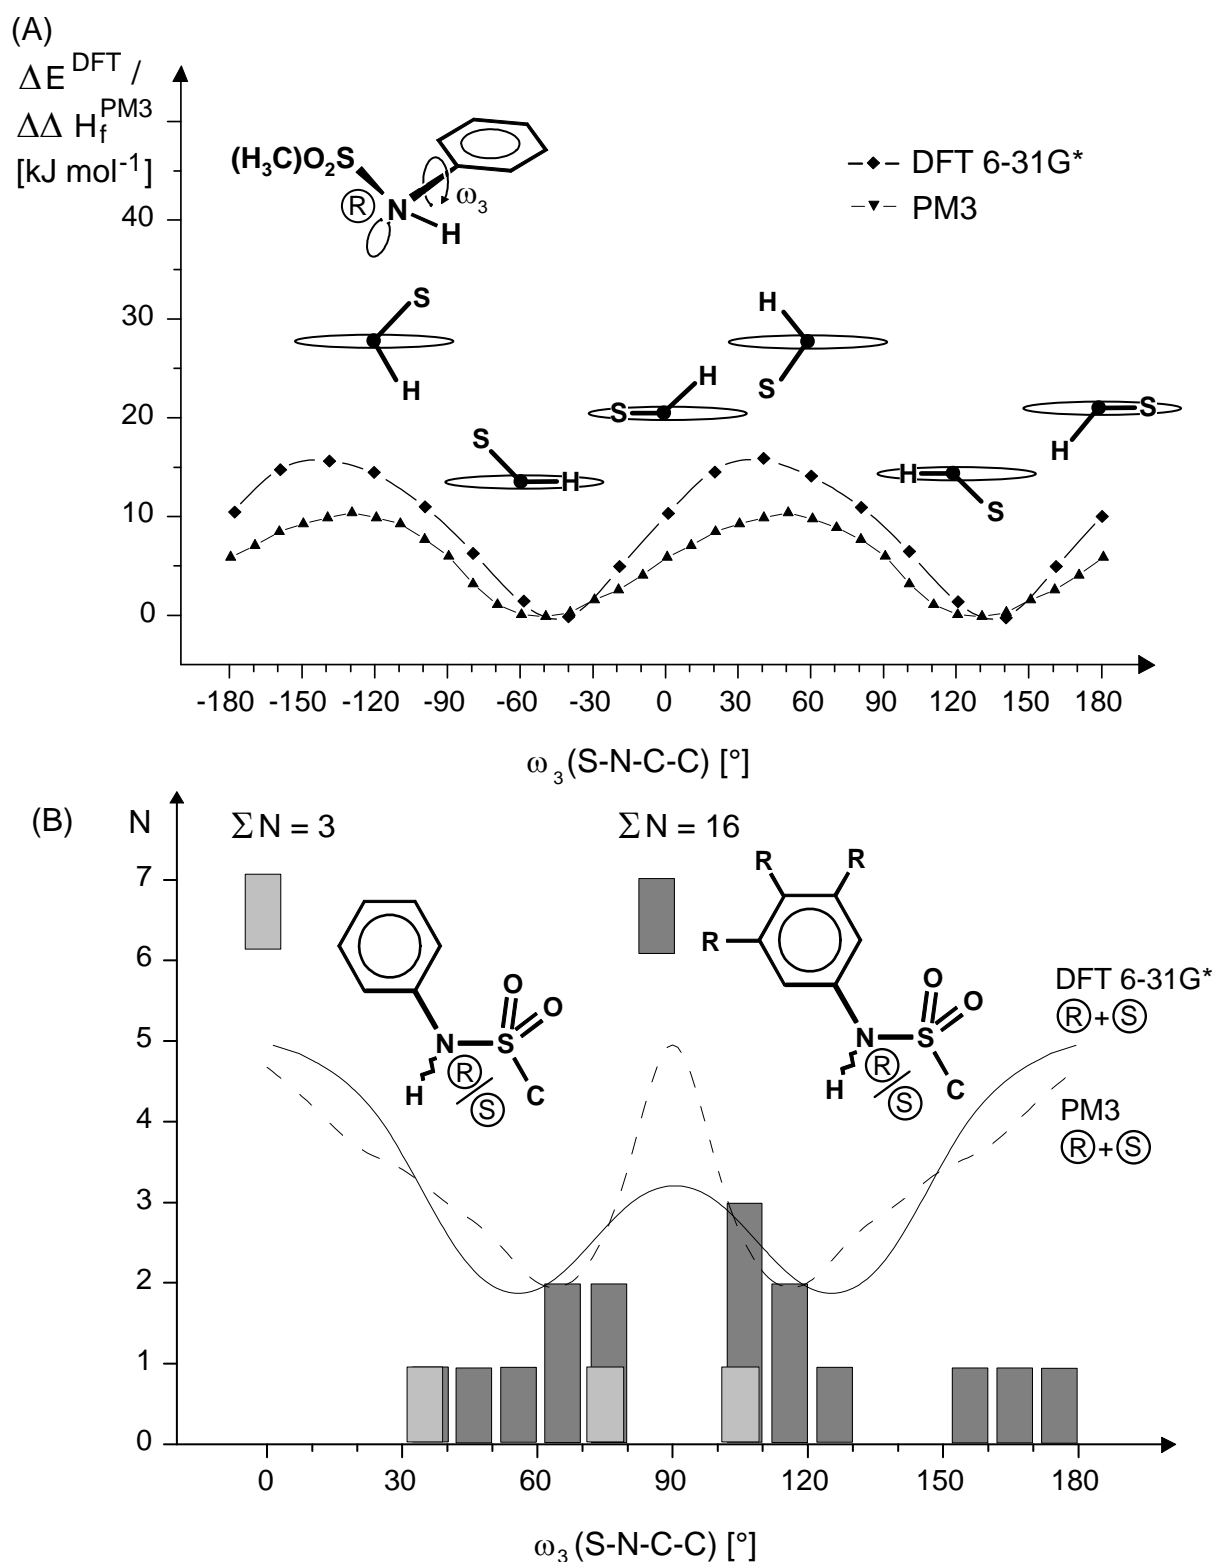 (A)
ΔE^DFT /
ΔΔ H_f^PM3
[kJ mol^-1]
(H3C)O2S
R
N
H
ω3
DFT 6-31G*
PM3
40
30
20
10
0
S
H
S
H
S
H
H
S
H
S
S
H
-180 -150 -120 -90 -60 -30 0 30 60 90 120 150 180
ω3(S-N-C-C) [°]
(B)
N
ΣN = 3
ΣN = 16
7
6
5
4
3
2
1
0
O
O
N
S
H
R/S
C
R
R
R
O
O
N
S
H
R/S
C
DFT 6-31G*
R+S
PM3
R+S
0 30 60 90 120 150 180
ω3(S-N-C-C) [°]